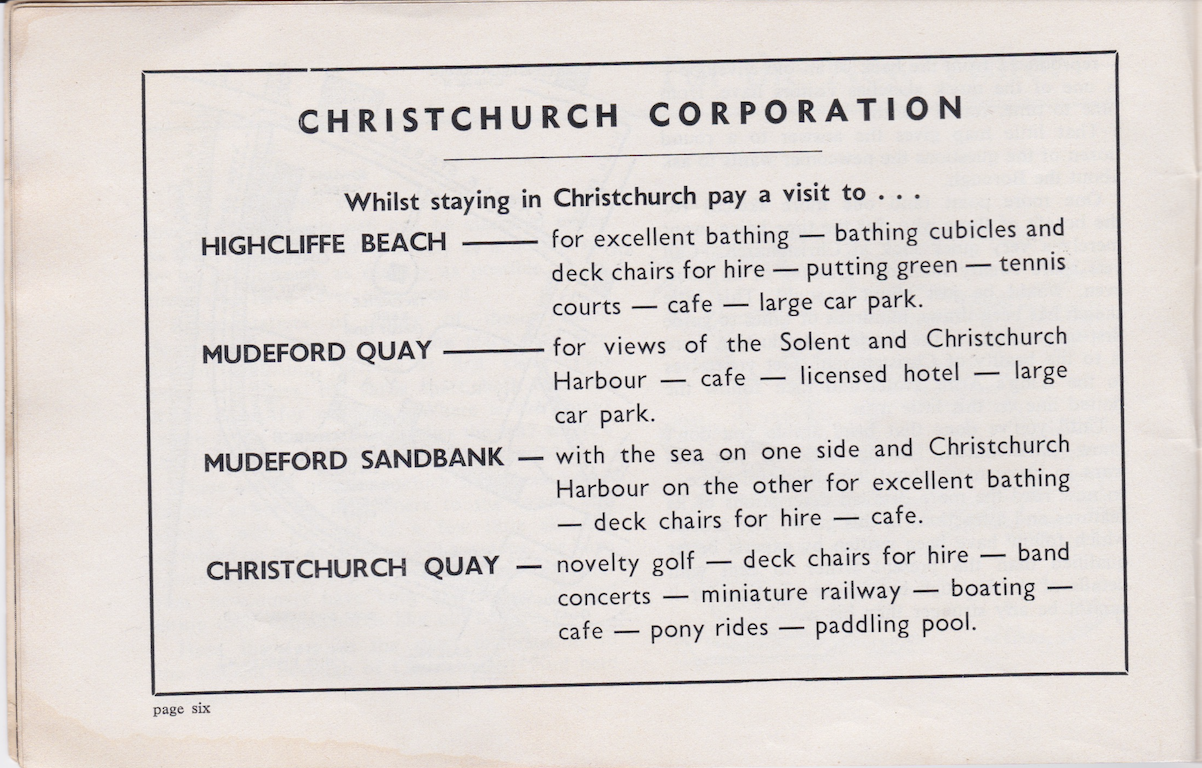 CHRISTCHURCH CORPORATION
Whilst staying in Christchurch pay a visit to . . .
HIGHCLIFFE BEACH — for excellent bathing — bathing cubicles and
deck chairs for hire — putting green — tennis
courts — cafe — large car park.
MUDEFORD QUAY — for views of the Solent and Christchurch
Harbour — cafe — licensed hotel — large
car park.
MUDEFORD SANDBANK — with the sea on one side and Christchurch
Harbour on the other for excellent bathing
— deck chairs for hire — cafe.
CHRISTCHURCH QUAY — novelty golf — deck chairs for hire — band
concerts — miniature railway — boating —
cafe — pony rides — paddling pool.
page six